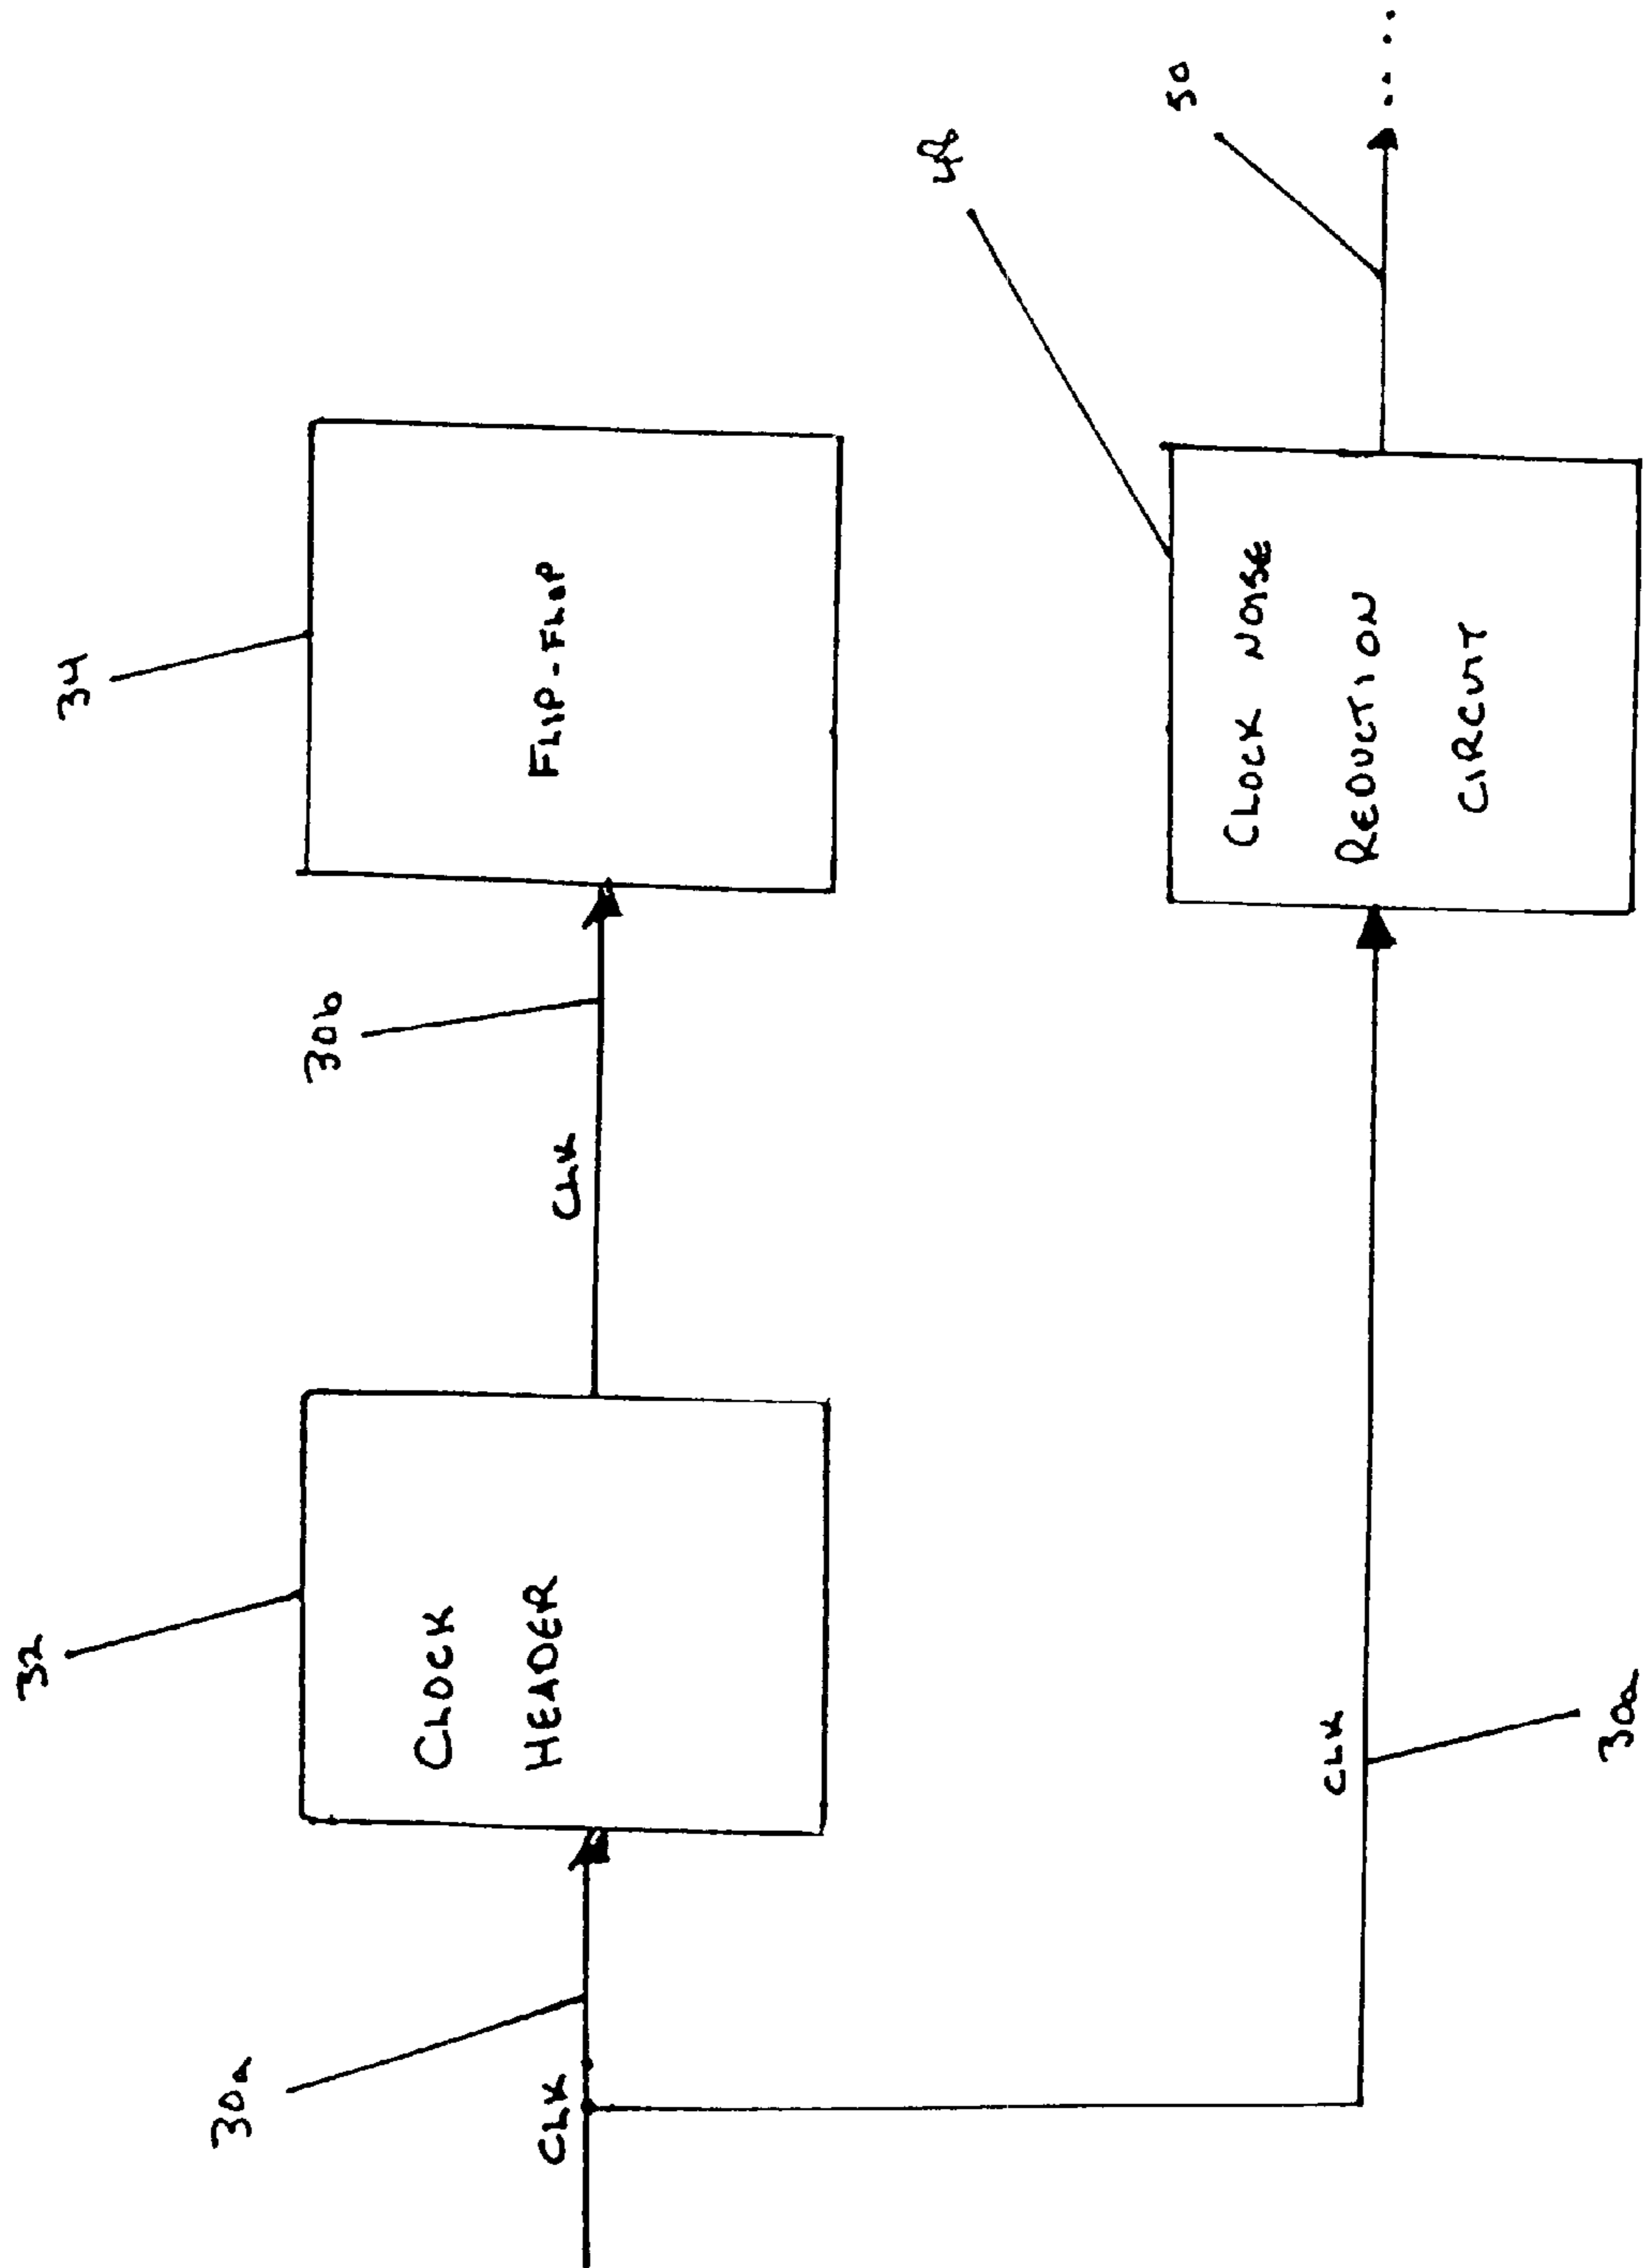 32
34
30a
CLK
CLOCK
HEADER
CLK
30b
FLIP-FLOP
48
50
CLK
30a
CLOCK NOISE
REDUCTION
CIRCUIT